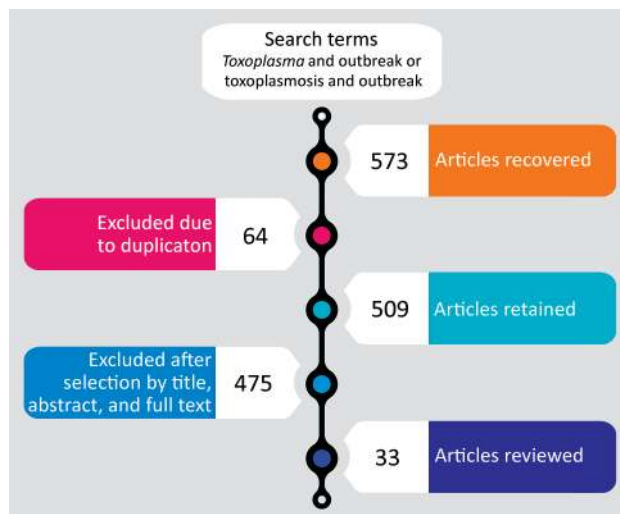 Search terms
Toxoplasma and outbreak or
toxoplasmosis and outbreak
573
Articles recovered
Excluded due
to duplicaton
64
509
Articles retained
Excluded after
selection by title,
abstract, and full text
475
33
Articles reviewed